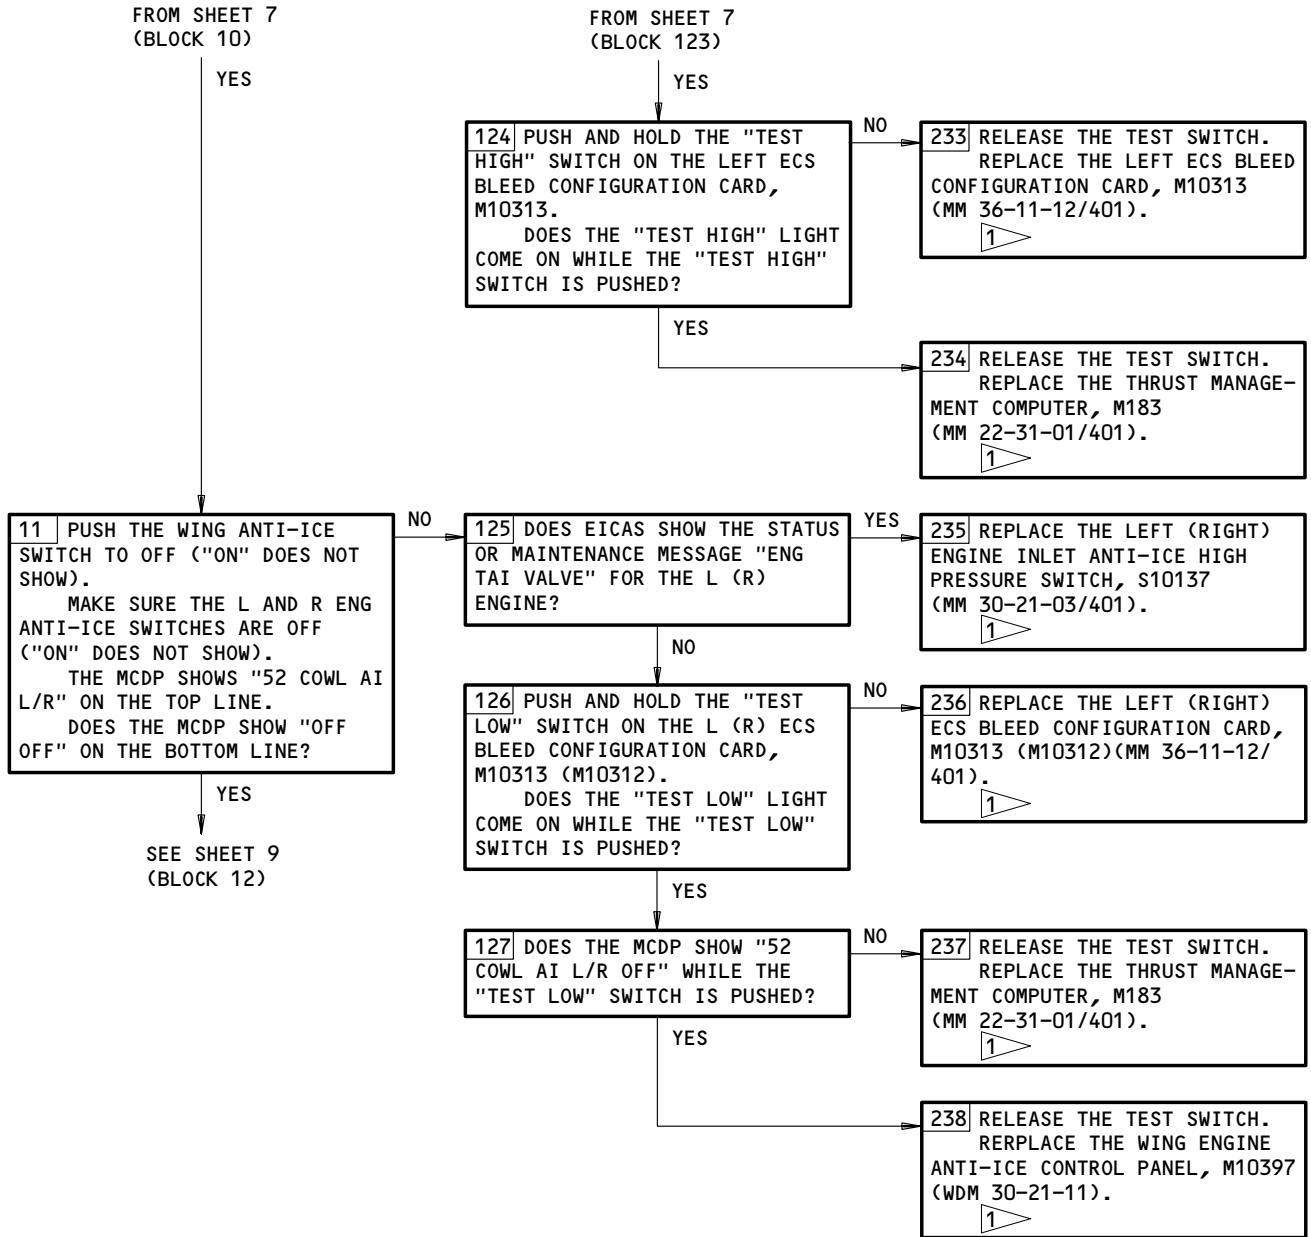 FROM SHEET 7
(BLOCK 10)
YES
FROM SHEET 7
(BLOCK 123)
YES
124 PUSH AND HOLD THE "TEST
HIGH" SWITCH ON THE LEFT ECS
BLEED CONFIGURATION CARD,
M10313.
DOES THE "TEST HIGH" LIGHT
COME ON WHILE THE "TEST HIGH"
SWITCH IS PUSHED?
NO
233 RELEASE THE TEST SWITCH.
REPLACE THE LEFT ECS BLEED
CONFIGURATION CARD, M10313
(MM 36-11-12/401).
1
YES
234 RELEASE THE TEST SWITCH.
REPLACE THE THRUST MANAGE-
MENT COMPUTER, M183
(MM 22-31-01/401).
1
11 PUSH THE WING ANTI-ICE
SWITCH TO OFF ("ON" DOES NOT
SHOW).
MAKE SURE THE L AND R ENG
ANTI-ICE SWITCHES ARE OFF
("ON" DOES NOT SHOW).
THE MCDP SHOWS "52 COWL AI
L/R" ON THE TOP LINE.
DOES THE MCDP SHOW "OFF
OFF" ON THE BOTTOM LINE?
NO
YES
SEE SHEET 9
(BLOCK 12)
125 DOES EICAS SHOW THE STATUS
OR MAINTENANCE MESSAGE "ENG
TAI VALVE" FOR THE L (R)
ENGINE?
YES
235 REPLACE THE LEFT (RIGHT)
ENGINE INLET ANTI-ICE HIGH
PRESSURE SWITCH, S10137
(MM 30-21-03/401).
1
NO
126 PUSH AND HOLD THE "TEST
LOW" SWITCH ON THE L (R) ECS
BLEED CONFIGURATION CARD,
M10313 (M10312).
DOES THE "TEST LOW" LIGHT
COME ON WHILE THE "TEST LOW"
SWITCH IS PUSHED?
NO
236 REPLACE THE LEFT (RIGHT)
ECS BLEED CONFIGURATION CARD,
M10313 (M10312)(MM 36-11-12/
401).
1
YES
127 DOES THE MCDP SHOW "52
COWL AI L/R OFF" WHILE THE
"TEST LOW" SWITCH IS PUSHED?
NO
237 RELEASE THE TEST SWITCH.
REPLACE THE THRUST MANAGE-
MENT COMPUTER, M183
(MM 22-31-01/401).
1
YES
238 RELEASE THE TEST SWITCH.
RERPLACE THE WING ENGINE
ANTI-ICE CONTROL PANEL, M10397
(WDM 30-21-11).
1